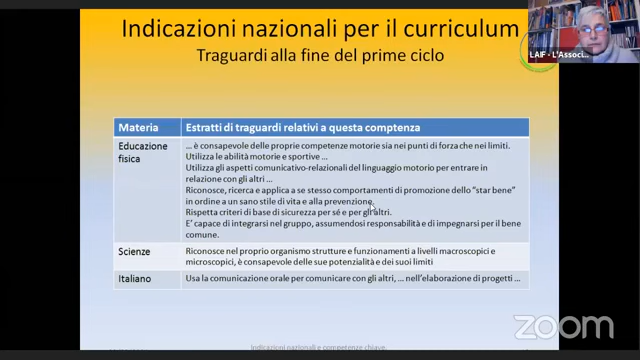 Indicazioni nazionali per il curriculum
Traguardi alla fine del prime ciclo
LAIF - L'Associ...
Materia
Estratti di traguardi relativi a questa comptenza
Educazione
fisica
... è consapevole delle proprie competenze motorie sia nei punti di forza che nei limiti.
Utilizza le abilità motorie e sportive ...
Utilizza gli aspetti comunicativo-relazionali del linguaggio motorio per entrare in
relazione con gli altri ...
Riconosce, ricerca e applica a se stesso comportamenti di promozione dello "star bene"
in ordine a un sano stile di vita e alla prevenzione.
Rispetta criteri di base di sicurezza per sé e per gli altri.
E' capace di integrarsi nel gruppo, assumendosi responsabilità e di impegnarsi per il bene
comune.
Scienze
Riconosce nel proprio organismo strutture e funzionamenti a livelli macroscopici e
microscopici, è consapevole delle sue potenzialità e dei suoi limiti
Italiano
Usa la comunicazione orale per comunicare con gli altri, ... nell'elaborazione di progetti ...
Indicazioni nazionali e competenze chiave.
zoom